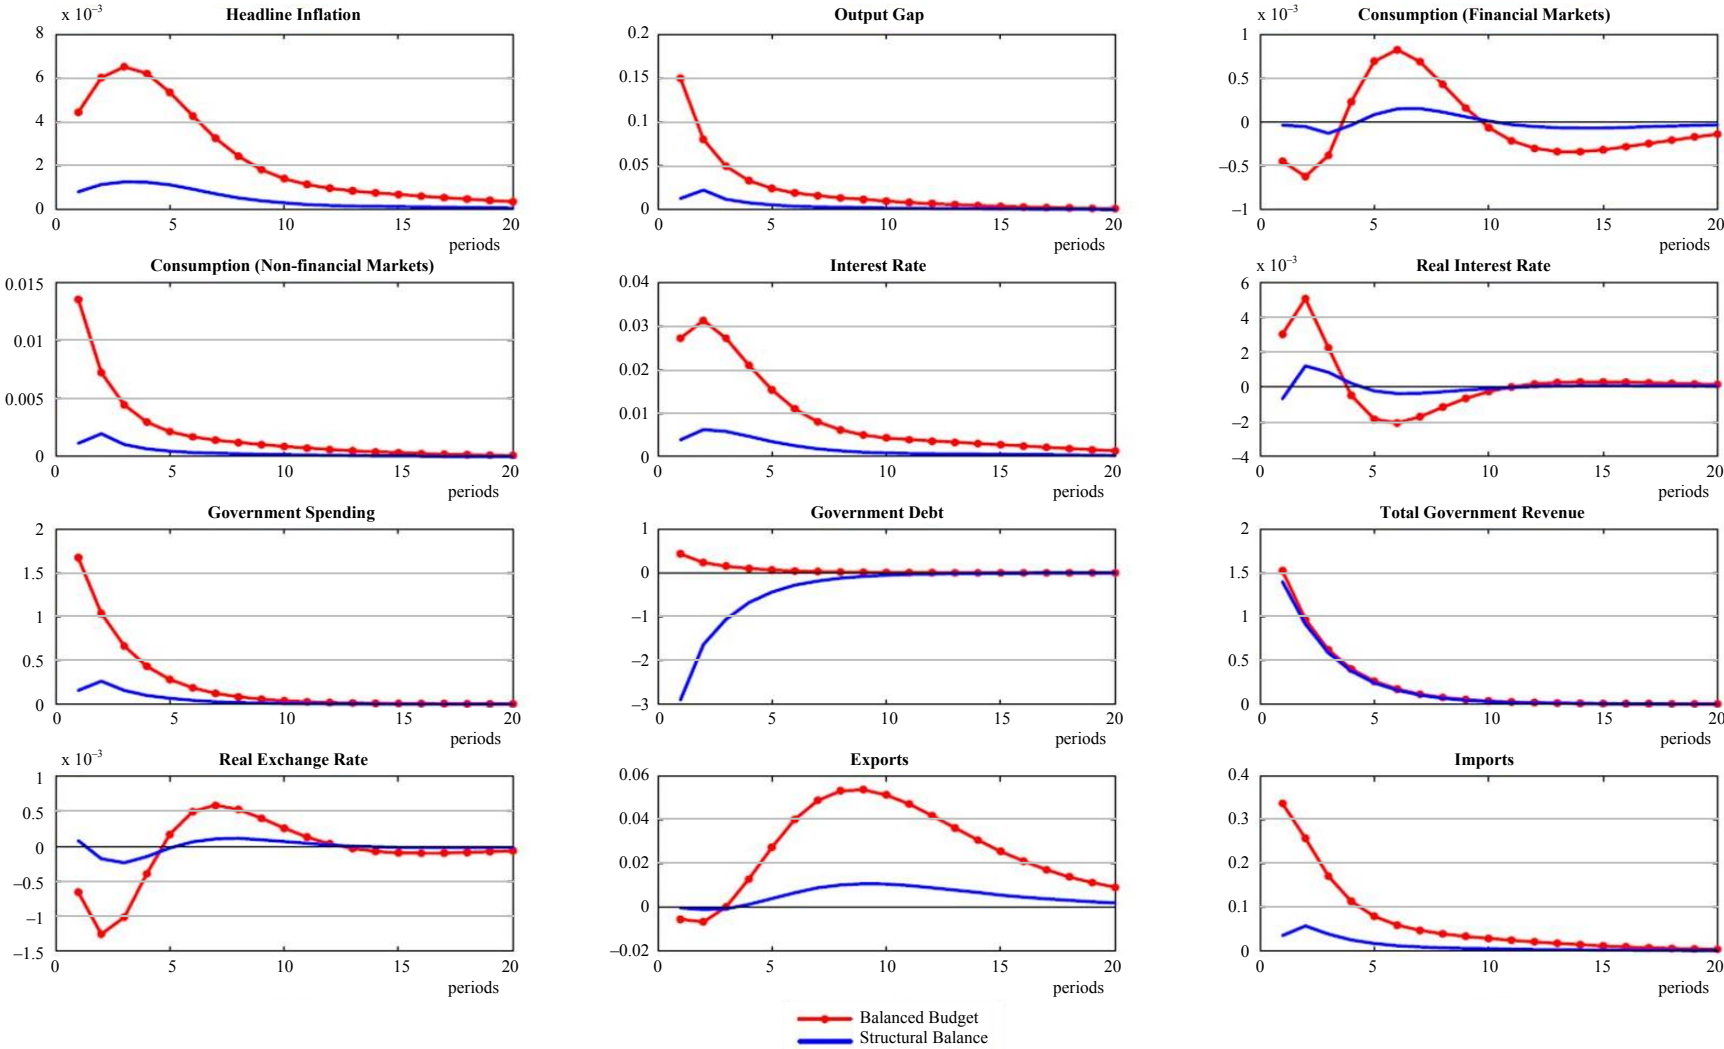 Headline Inflation
x 10⁻³
8
6
4
2
0
0 5 10 15 20
periods
Output Gap
0.2
0.15
0.1
0.05
0
0 5 10 15 20
periods
Consumption (Financial Markets)
x 10⁻³
1
0.5
0
–0.5
–1
0 5 10 15 20
periods
Consumption (Non-financial Markets)
0.015
0.01
0.005
0
0 5 10 15 20
periods
Interest Rate
0.04
0.03
0.02
0.01
0
0 5 10 15 20
periods
Real Interest Rate
x 10⁻³
6
4
2
0
–2
–4
0 5 10 15 20
periods
Government Spending
2
1.5
1
0.5
0
0 5 10 15 20
periods
Government Debt
1
0
–1
–2
–3
0 5 10 15 20
periods
Total Government Revenue
2
1.5
1
0.5
0
0 5 10 15 20
periods
Real Exchange Rate
x 10⁻³
1
0.5
0
–0.5
–1
–1.5
0 5 10 15 20
periods
Exports
0.06
0.04
0.02
0
–0.02
0 5 10 15 20
periods
Imports
0.4
0.3
0.2
0.1
0
0 5 10 15 20
periods
Balanced Budget
Structural Balance